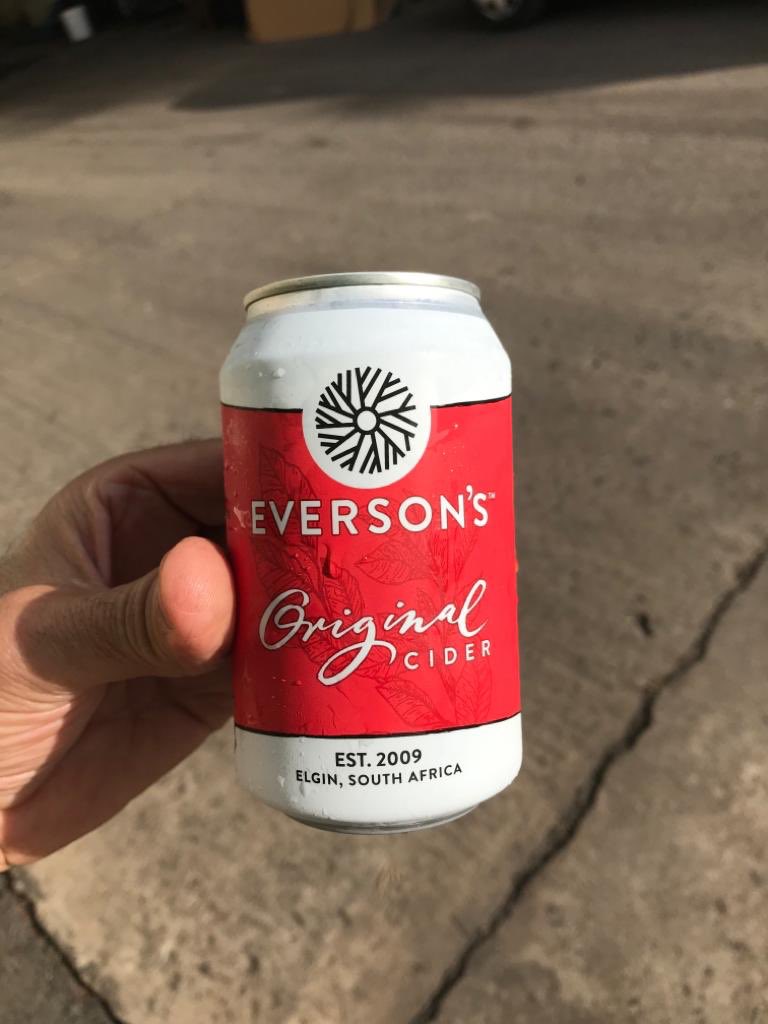 EVERSON'S™
Original
CIDER
EST. 2009
ELGIN, SOUTH AFRICA